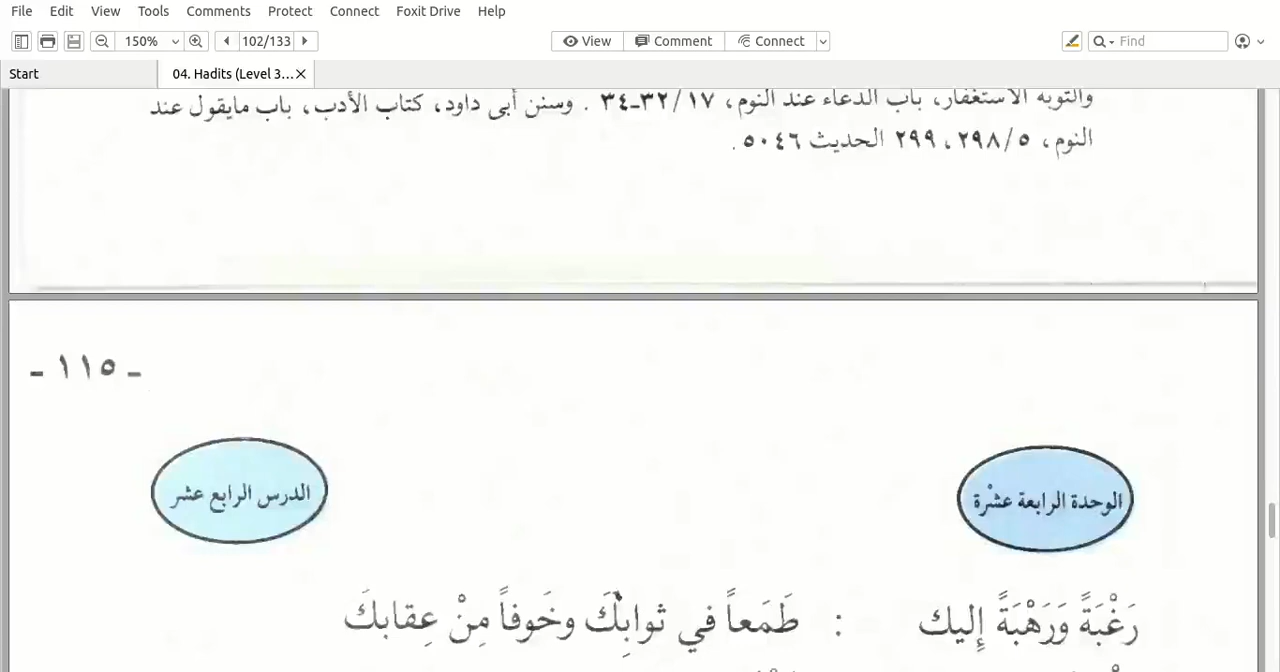 File Edit View Tools Comments Protect Connect Foxit Drive Help
150% 102/133 View Comment Connect Find
Start 04. Hadits (Level 3...
والتوبه الاستغفار، باب الدعاء عند النوم، ١٧/ ٣٢-٣٤ . وسنن أبى داود، كتاب الأدب، باب مايقول عند
النوم، ٥/ ٢٩٨، ٢٩٩ الحديث ٥٠٤٦ .
- ١١٥ -
الوحدة الرابعة عشْرة
الدرس الرابع عشر
رَغْبَةً وَرَهْبَةً إِليك : طَمَعاً في ثوابِكَ وخَوفاً مِنْ عِقابكَ